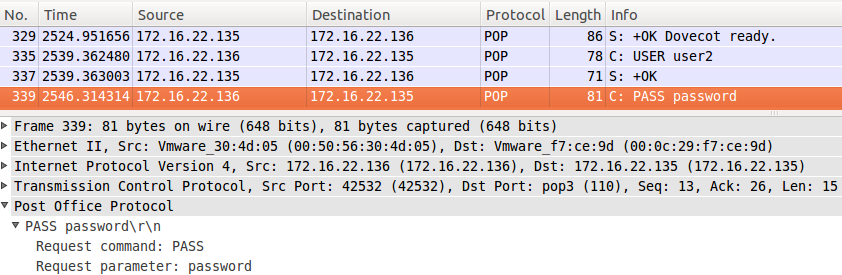 No. Time Source Destination Protocol Length Info
329 2524.951656 172.16.22.135 172.16.22.136 POP 86 S: +OK Dovecot ready.
335 2539.362480 172.16.22.136 172.16.22.135 POP 78 C: USER user2
337 2539.363003 172.16.22.135 172.16.22.136 POP 71 S: +OK
339 2546.314314 172.16.22.136 172.16.22.135 POP 81 C: PASS password
Frame 339: 81 bytes on wire (648 bits), 81 bytes captured (648 bits)
Ethernet II, Src: Vmware_30:4d:05 (00:50:56:30:4d:05), Dst: Vmware_f7:ce:9d (00:0c:29:f7:ce:9d)
Internet Protocol Version 4, Src: 172.16.22.136 (172.16.22.136), Dst: 172.16.22.135 (172.16.22.135)
Transmission Control Protocol, Src Port: 42532 (42532), Dst Port: pop3 (110), Seq: 13, Ack: 26, Len: 15
Post Office Protocol
PASS password\r\n
Request command: PASS
Request parameter: password